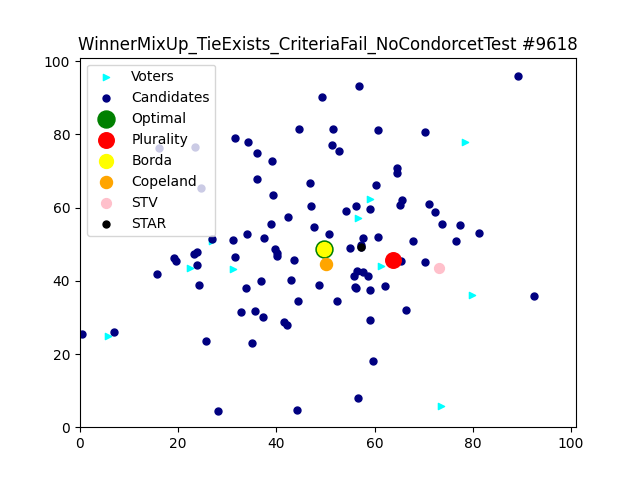 WinnerMixUp_TieExists_CriteriaFail_NoCondorcetTest #9618
100
80
60
40
20
0
Voters
Candidates
Optimal
Plurality
Borda
Copeland
STV
STAR
0 20 40 60 80 100